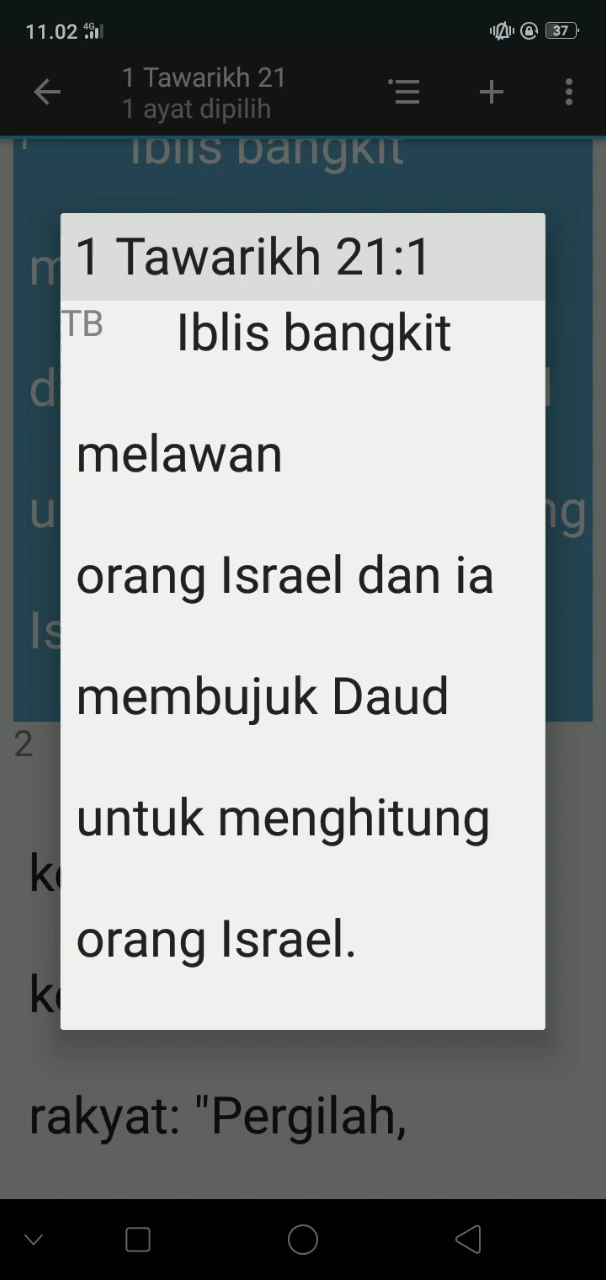 11.02 4G 37
1 Tawarikh 21
1 ayat dipilih
Iblis bangkit
1 Tawarikh 21:1
TB Iblis bangkit
melawan
orang Israel dan ia
membujuk Daud
untuk menghitung
orang Israel.
2
rakyat: "Pergilah,